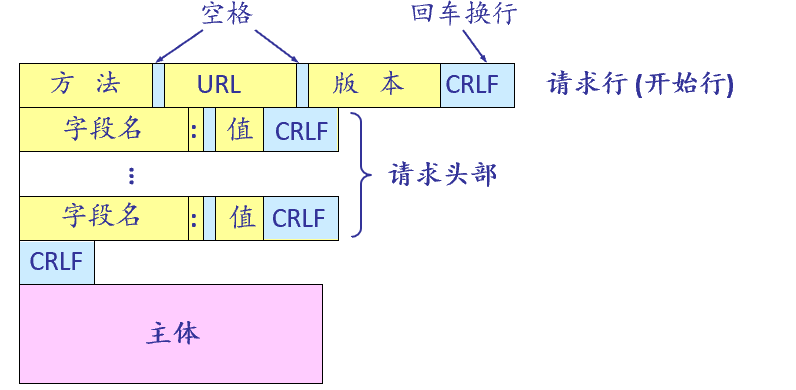 空格 回车换行
方 法 URL 版 本 CRLF 请求行 (开始行)
字段名 : 值 CRLF
⋮ 请求头部
字段名 : 值 CRLF
CRLF
主体